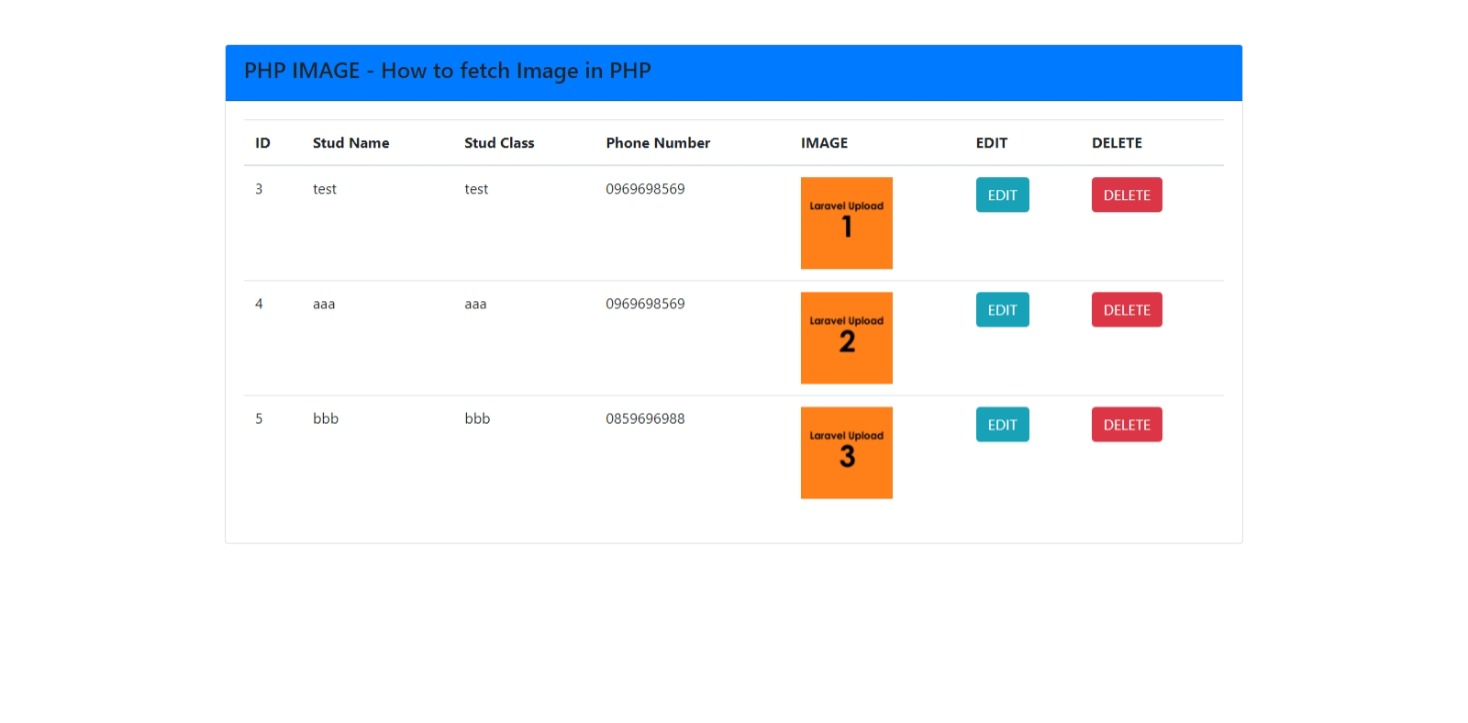 PHP IMAGE - How to fetch Image in PHP
ID Stud Name Stud Class Phone Number IMAGE EDIT DELETE
3 test test 0969698569 Laravel Upload 1 EDIT DELETE
4 aaa aaa 0969698569 Laravel Upload 2 EDIT DELETE
5 bbb bbb 0859696988 Laravel Upload 3 EDIT DELETE